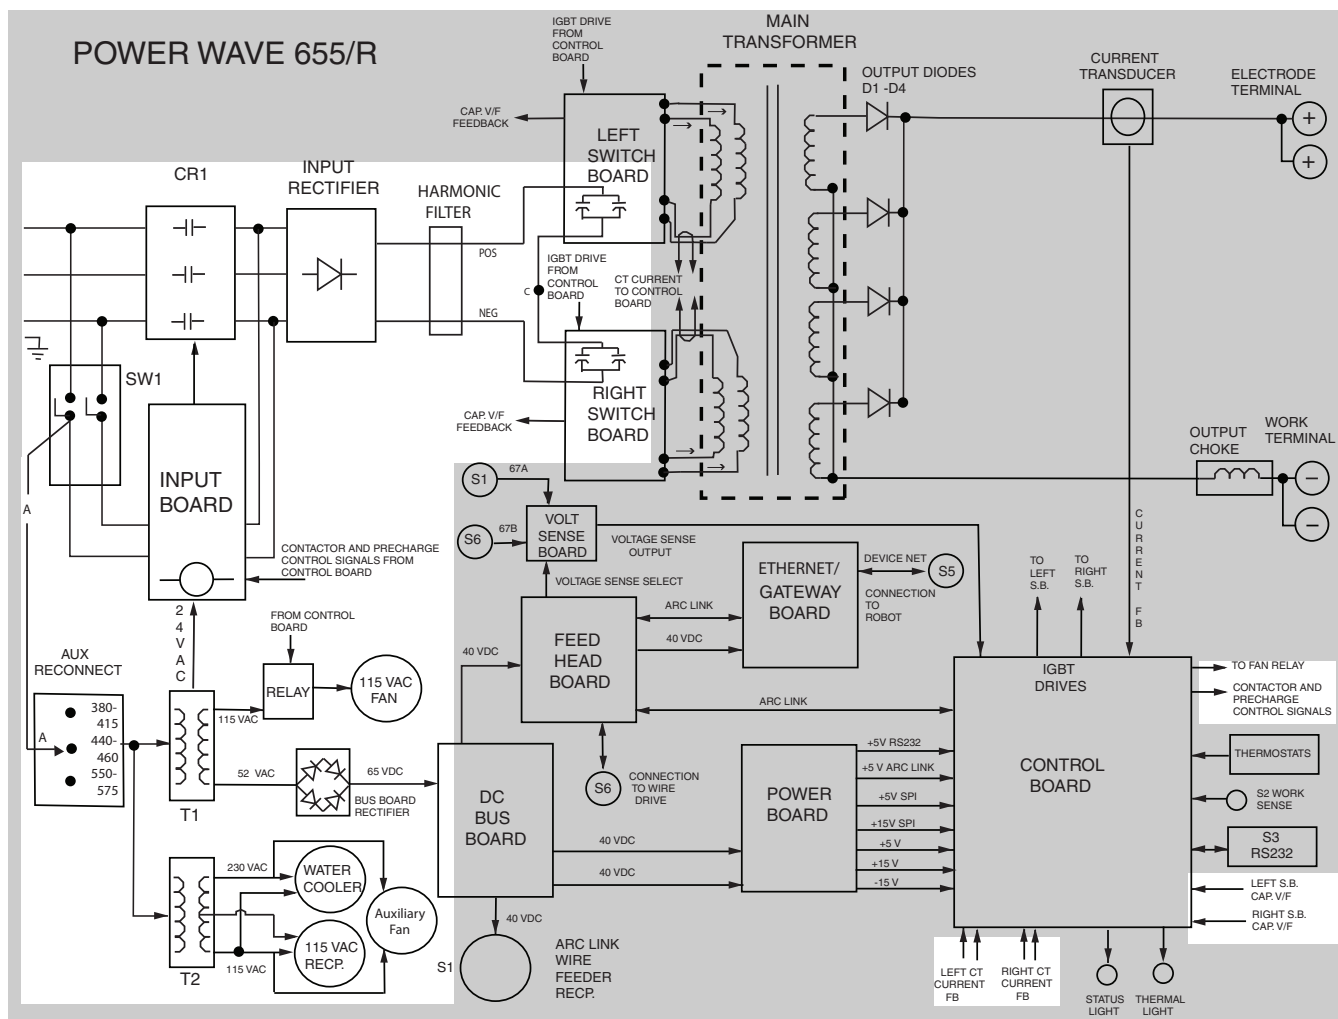 POWER WAVE 655/R
IGBT DRIVE
FROM
CONTROL
BOARD
MAIN
TRANSFORMER
OUTPUT DIODES
D1 -D4
CURRENT
TRANSDUCER
ELECTRODE
TERMINAL
+
+
CAP. V/F
FEEDBACK
LEFT
SWITCH
BOARD
CR1
INPUT
RECTIFIER
HARMONIC
FILTER
POS
NEG
C
IGBT DRIVE
FROM
CONTROL
BOARD
CT CURRENT
TO CONTROL
BOARD
RIGHT
SWITCH
BOARD
CAP. V/F
FEEDBACK
SW1
INPUT
BOARD
A
CONTACTOR AND PRECHARGE
CONTROL SIGNALS FROM
CONTROL BOARD
2
4
V
A
C
OUTPUT
CHOKE
WORK
TERMINAL
−
−
S1
67A
S6
67B
VOLT
SENSE
BOARD
VOLTAGE SENSE
OUTPUT
VOLTAGE SENSE SELECT
ETHERNET/
GATEWAY
BOARD
DEVICE NET
S5
CONNECTION
TO
ROBOT
ARC LINK
40 VDC
FEED
HEAD
BOARD
40 VDC
TO
LEFT
S.B.
TO
RIGHT
S.B.
C
U
R
R
E
N
T
F
B
FROM CONTROL
BOARD
RELAY
115 VAC
FAN
AUX
RECONNECT
380-
415
440-
460
550-
575
A
115 VAC
52 VAC
T1
65 VDC
BUS BOARD
RECTIFIER
DC
BUS
BOARD
S6
CONNECTION
TO WIRE
DRIVE
ARC LINK
POWER
BOARD
40 VDC
40 VDC
+5V RS232
+5 V ARC LINK
+5V SPI
+15V SPI
+5 V
+15 V
-15 V
IGBT
DRIVES
CONTROL
BOARD
TO FAN RELAY
CONTACTOR AND
PRECHARGE
CONTROL SIGNALS
THERMOSTATS
S2 WORK
SENSE
S3
RS232
LEFT S.B.
CAP. V/F
RIGHT S.B.
CAP. V/F
230 VAC
WATER
COOLER
Auxiliary
Fan
115 VAC
RECP.
115 VAC
T2
40 VDC
S1
ARC LINK
WIRE
FEEDER
RECP.
LEFT CT
CURRENT
FB
RIGHT CT
CURRENT
FB
STATUS
LIGHT
THERMAL
LIGHT